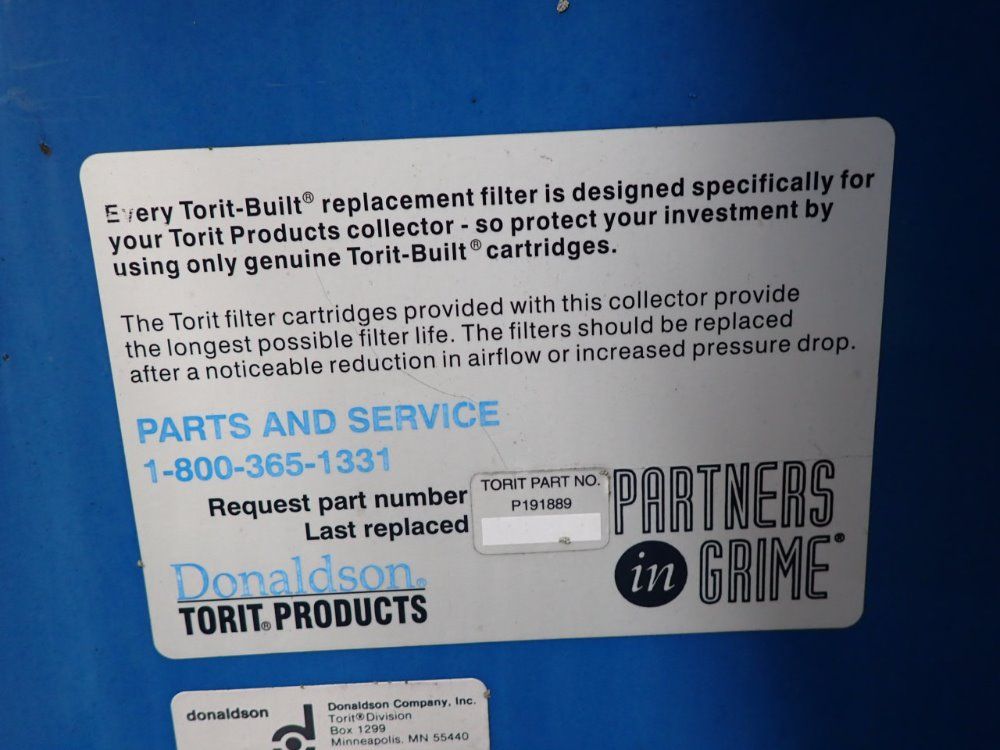 Every Torit-Built® replacement filter is designed specifically for
your Torit Products collector - so protect your investment by
using only genuine Torit-Built® cartridges.
The Torit filter cartridges provided with this collector provide
the longest possible filter life. The filters should be replaced
after a noticeable reduction in airflow or increased pressure drop.
PARTS AND SERVICE
1-800-365-1331
Request part number
Last replaced
TORIT PART NO.
P191889
PARTNERS
in GRIME®
Donaldson®
TORIT® PRODUCTS
donaldson
Donaldson Company, Inc.
Torit® Division
Box 1299
Minneapolis, MN 55440